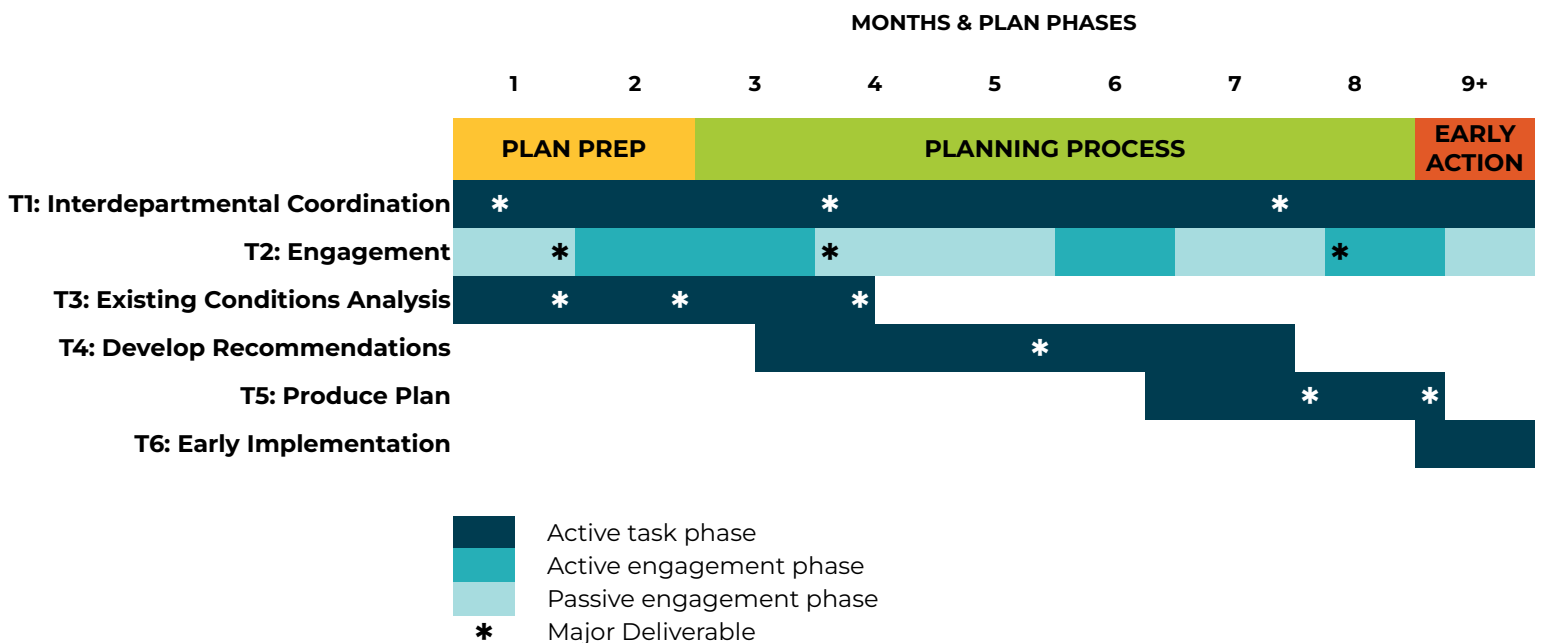 MONTHS & PLAN PHASES
1 2 3 4 5 6 7 8 9+
PLAN PREP PLANNING PROCESS EARLY
ACTION
T1: Interdepartmental Coordination * * *
T2: Engagement * * *
T3: Existing Conditions Analysis * * *
T4: Develop Recommendations *
T5: Produce Plan * *
T6: Early Implementation
Active task phase
Active engagement phase
Passive engagement phase
* Major Deliverable